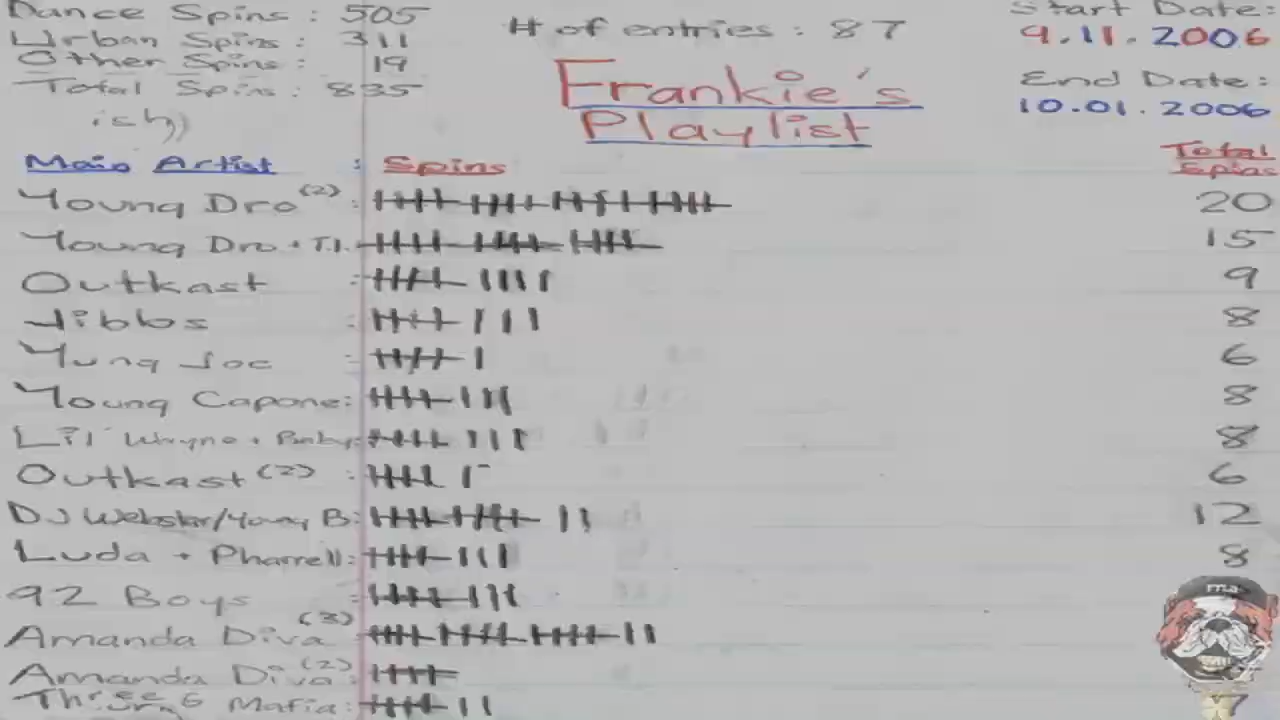 Dance Spins : 505
Urban Spins : 311
Other Spins : 19
Total Spins : 835
ish))
# of entries : 87
Frankie's
Playlist
Start Date:
9.11.2006
End Date:
10.01.2006
Main Artist : Spins Total Spins
Young Dro (2) : 20
Young Dro + T.I. 15
Outkast : 9
Jibbs : 8
Yung Joc : 6
Young Capone : 8
Lil' Wayne + Baby : 8
Outkast (2) : 6
DJ Webstar/Young B : 12
Luda + Pharrell : 8
92 Boys :
Amanda Diva (3) :
Amanda Diva (2) :
Three 6 Mafia : 7